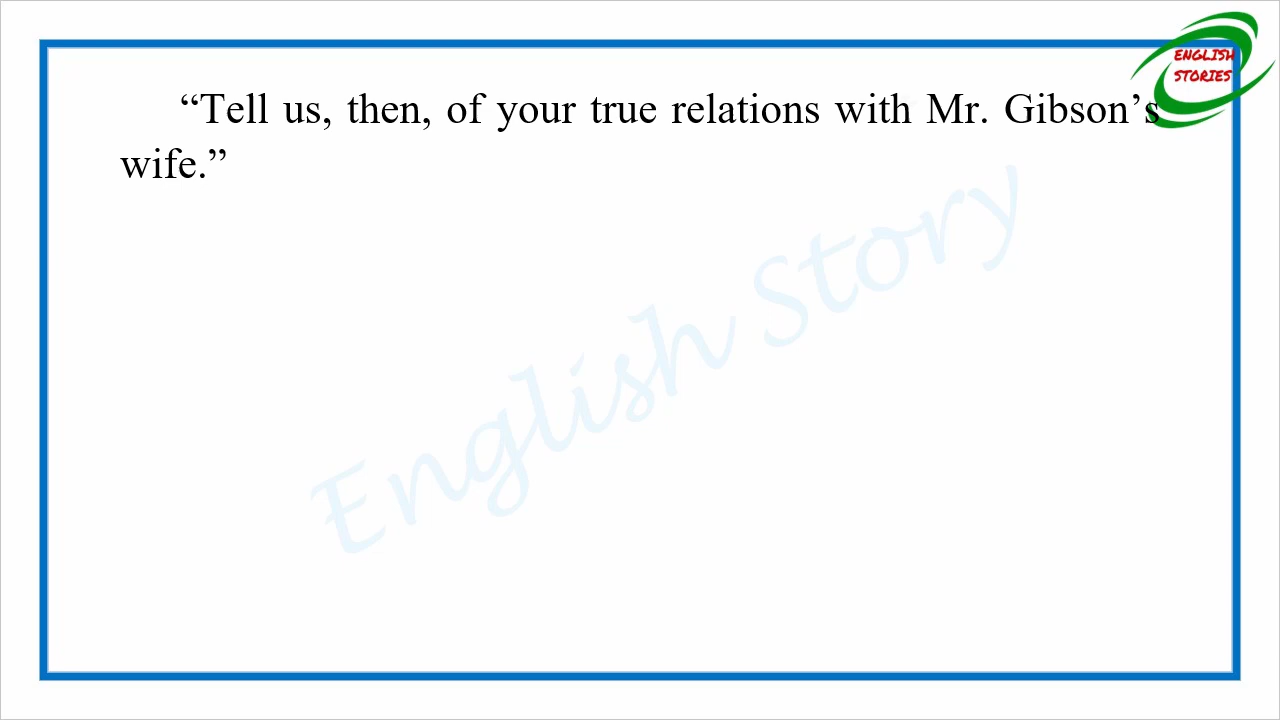 ENGLISH
STORIES
“Tell us, then, of your true relations with Mr. Gibson’s
wife.”
English Story